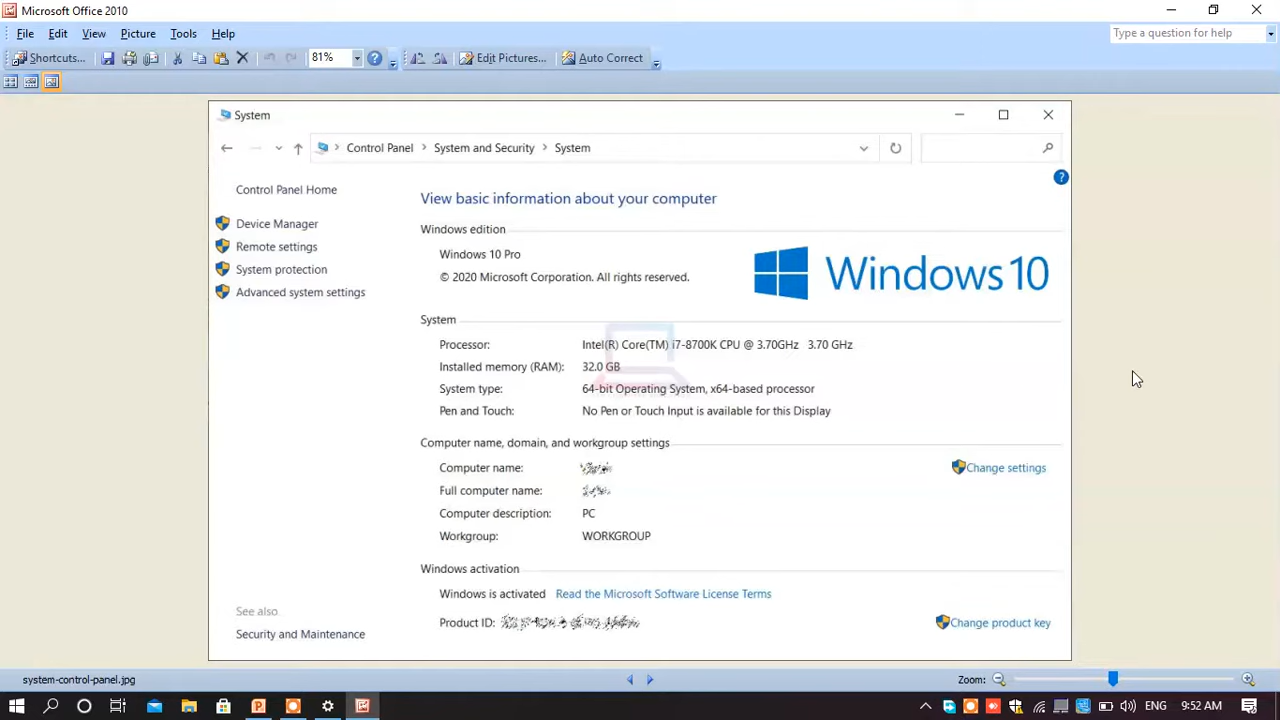 Microsoft Office 2010
File Edit View Picture Tools Help
Type a question for help
Shortcuts... 81% Edit Pictures... Auto Correct
System
Control Panel System and Security System
Control Panel Home
Device Manager
Remote settings
System protection
Advanced system settings
View basic information about your computer
Windows edition
Windows 10 Pro
© 2020 Microsoft Corporation. All rights reserved.
Windows 10
System
Processor: Intel(R) Core(TM) i7-8700K CPU @ 3.70GHz 3.70 GHz
Installed memory (RAM): 32.0 GB
System type: 64-bit Operating System, x64-based processor
Pen and Touch: No Pen or Touch Input is available for this Display
Computer name, domain, and workgroup settings
Computer name:
Change settings
Full computer name:
Computer description: PC
Workgroup: WORKGROUP
Windows activation
Windows is activated Read the Microsoft Software License Terms
Product ID:
Change product key
See also
Security and Maintenance
system-control-panel.jpg
Zoom:
ENG 9:52 AM